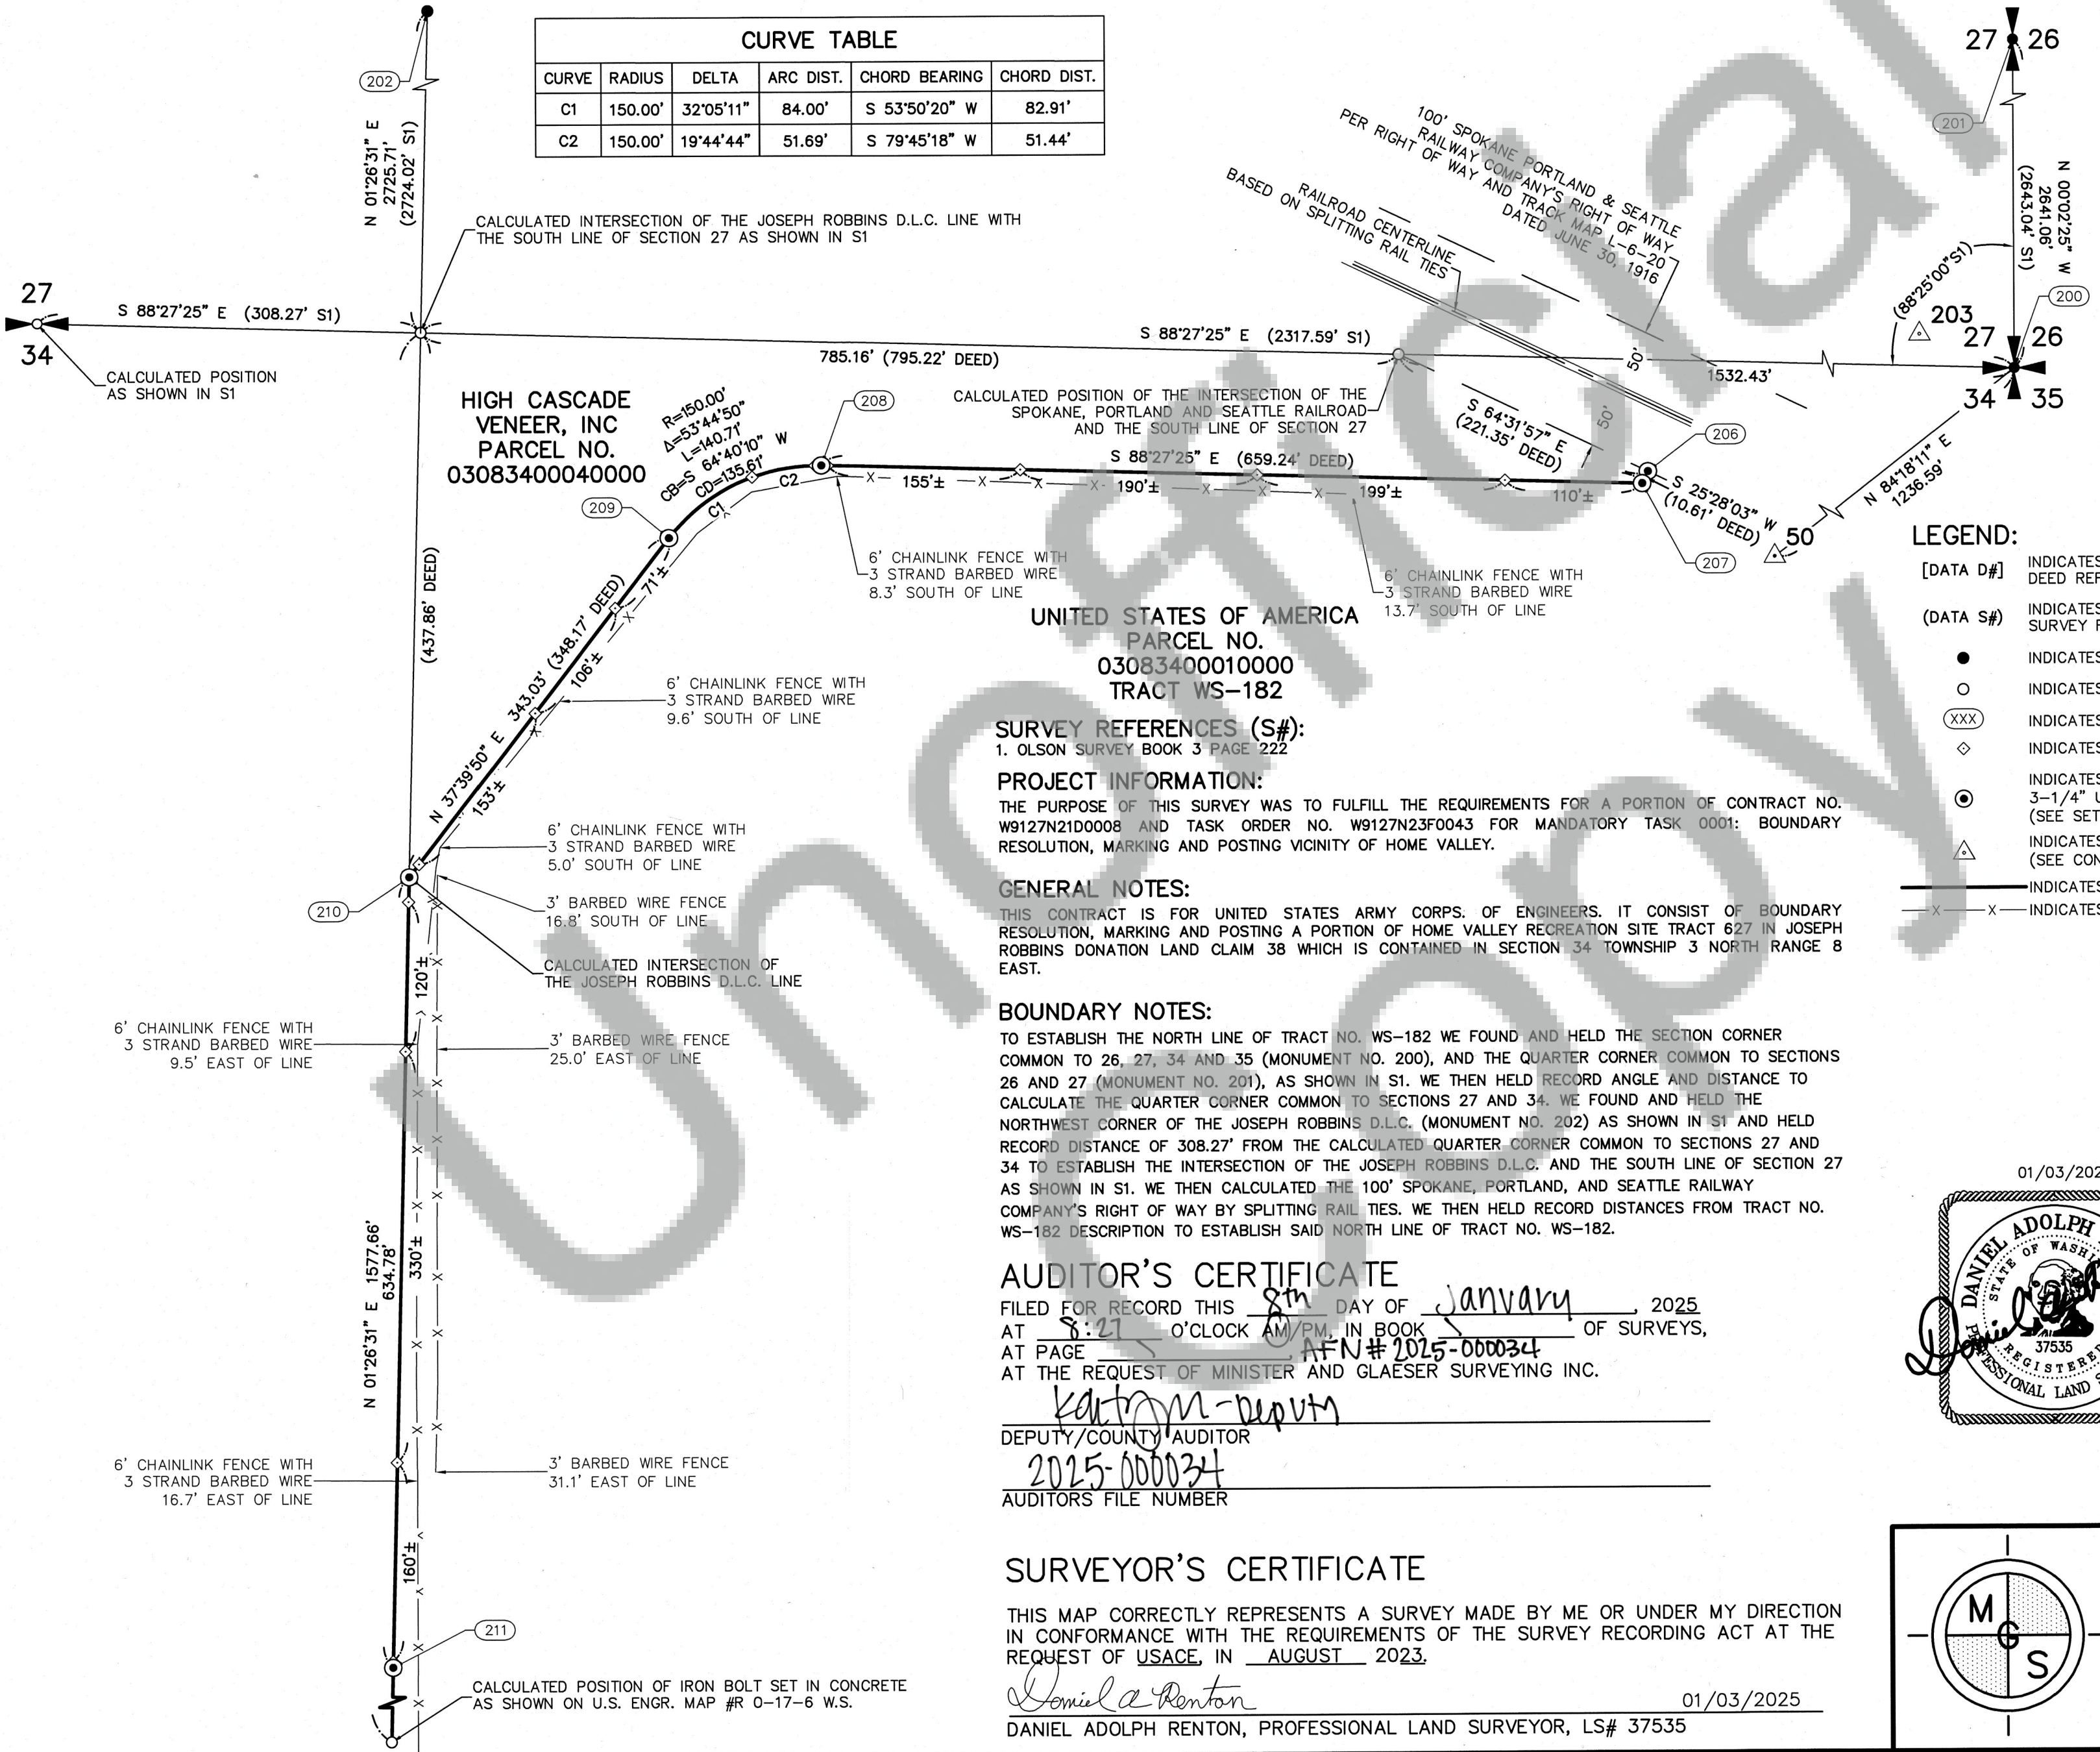 CURVE TABLE
CURVE RADIUS DELTA ARC DIST. CHORD BEARING CHORD DIST.
C1 150.00' 32°05'11" 84.00' S 53°50'20" W 82.91'
C2 150.00' 19°44'44" 51.69' S 79°45'18" W 51.44'
202
N 01°26'31" E
2725.71'
(2724.02' S1)
CALCULATED INTERSECTION OF THE JOSEPH ROBBINS D.L.C. LINE WITH
THE SOUTH LINE OF SECTION 27 AS SHOWN IN S1
100' SPOKANE PORTLAND & SEATTLE
RAILWAY COMPANY'S RIGHT OF WAY
PER RIGHT OF WAY AND TRACK MAP L-6-20
DATED JUNE 30, 1916
RAILROAD CENTERLINE
BASED ON SPLITTING RAIL TIES
27 26
201
N 00°02'25" W
2641.06'
(2643.04' S1)
(88°25'00"S1)
200
203
27 26
34 35
27
34
S 88°27'25" E (308.27' S1)
CALCULATED POSITION
AS SHOWN IN S1
S 88°27'25" E (2317.59' S1)
785.16' (795.22' DEED)
1532.43'
50'
50'
HIGH CASCADE
VENEER, INC
PARCEL NO.
03083400040000
R=150.00'
Δ=53°44'50"
L=140.71'
CB=S 64°40'10" W
CD=135.61'
208
CALCULATED POSITION OF THE INTERSECTION OF THE
SPOKANE, PORTLAND AND SEATTLE RAILROAD
AND THE SOUTH LINE OF SECTION 27
S 64°31'57" E
(221.35' DEED)
206
S 88°27'25" E (659.24' DEED)
155'± 190'± 199'± 110'±
C1
C2
209
S 25°28'03" W
(10.61' DEED)
207
50
N 84°18'11" E
1236.59'
6' CHAINLINK FENCE WITH
3 STRAND BARBED WIRE
8.3' SOUTH OF LINE
6' CHAINLINK FENCE WITH
3 STRAND BARBED WIRE
13.7' SOUTH OF LINE
(437.86' DEED)
N 37°39'50" E 343.03' (348.17' DEED)
71'±
106'±
153'±
6' CHAINLINK FENCE WITH
3 STRAND BARBED WIRE
9.6' SOUTH OF LINE
6' CHAINLINK FENCE WITH
3 STRAND BARBED WIRE
5.0' SOUTH OF LINE
210
3' BARBED WIRE FENCE
16.8' SOUTH OF LINE
CALCULATED INTERSECTION OF
THE JOSEPH ROBBINS D.L.C. LINE
120'±
6' CHAINLINK FENCE WITH
3 STRAND BARBED WIRE
9.5' EAST OF LINE
3' BARBED WIRE FENCE
25.0' EAST OF LINE
N 01°26'31" E 1577.66'
634.78'
330'±
6' CHAINLINK FENCE WITH
3 STRAND BARBED WIRE
16.7' EAST OF LINE
3' BARBED WIRE FENCE
31.1' EAST OF LINE
160'±
211
CALCULATED POSITION OF IRON BOLT SET IN CONCRETE
AS SHOWN ON U.S. ENGR. MAP #R 0-17-6 W.S.
UNITED STATES OF AMERICA
PARCEL NO.
03083400010000
TRACT WS-182
SURVEY REFERENCES (S#):
1. OLSON SURVEY BOOK 3 PAGE 222
PROJECT INFORMATION:
THE PURPOSE OF THIS SURVEY WAS TO FULFILL THE REQUIREMENTS FOR A PORTION OF CONTRACT NO.
W9127N21D0008 AND TASK ORDER NO. W9127N23F0043 FOR MANDATORY TASK 0001: BOUNDARY
RESOLUTION, MARKING AND POSTING VICINITY OF HOME VALLEY.
GENERAL NOTES:
THIS CONTRACT IS FOR UNITED STATES ARMY CORPS. OF ENGINEERS. IT CONSIST OF BOUNDARY
RESOLUTION, MARKING AND POSTING A PORTION OF HOME VALLEY RECREATION SITE TRACT 627 IN JOSEPH
ROBBINS DONATION LAND CLAIM 38 WHICH IS CONTAINED IN SECTION 34 TOWNSHIP 3 NORTH RANGE 8
EAST.
BOUNDARY NOTES:
TO ESTABLISH THE NORTH LINE OF TRACT NO. WS-182 WE FOUND AND HELD THE SECTION CORNER
COMMON TO 26, 27, 34 AND 35 (MONUMENT NO. 200), AND THE QUARTER CORNER COMMON TO SECTIONS
26 AND 27 (MONUMENT NO. 201), AS SHOWN IN S1. WE THEN HELD RECORD ANGLE AND DISTANCE TO
CALCULATE THE QUARTER CORNER COMMON TO SECTIONS 27 AND 34. WE FOUND AND HELD THE
NORTHWEST CORNER OF THE JOSEPH ROBBINS D.L.C. (MONUMENT NO. 202) AS SHOWN IN S1 AND HELD
RECORD DISTANCE OF 308.27' FROM THE CALCULATED QUARTER CORNER COMMON TO SECTIONS 27 AND
34 TO ESTABLISH THE INTERSECTION OF THE JOSEPH ROBBINS D.L.C. AND THE SOUTH LINE OF SECTION 27
AS SHOWN IN S1. WE THEN CALCULATED THE 100' SPOKANE, PORTLAND, AND SEATTLE RAILWAY
COMPANY'S RIGHT OF WAY BY SPLITTING RAIL TIES. WE THEN HELD RECORD DISTANCES FROM TRACT NO.
WS-182 DESCRIPTION TO ESTABLISH SAID NORTH LINE OF TRACT NO. WS-182.
AUDITOR'S CERTIFICATE
FILED FOR RECORD THIS 8th DAY OF January, 2025
AT 8:27 O'CLOCK AM/PM, IN BOOK OF SURVEYS,
AT PAGE AFN# 2025-000034
AT THE REQUEST OF MINISTER AND GLAESER SURVEYING INC.
-Deputy
DEPUTY/COUNTY AUDITOR
2025-000034
AUDITORS FILE NUMBER
SURVEYOR'S CERTIFICATE
THIS MAP CORRECTLY REPRESENTS A SURVEY MADE BY ME OR UNDER MY DIRECTION
IN CONFORMANCE WITH THE REQUIREMENTS OF THE SURVEY RECORDING ACT AT THE
REQUEST OF USACE, IN AUGUST 2023.
Daniel A Renton 01/03/2025
DANIEL ADOLPH RENTON, PROFESSIONAL LAND SURVEYOR, LS# 37535
LEGEND:
[DATA D#] INDICATES
DEED REF
(DATA S#) INDICATES
SURVEY R
INDICATES
INDICATES
XXX INDICATES
INDICATES
INDICATES
3-1/4" U
(SEE SET
INDICATES
(SEE CON
INDICATES
X X INDICATES
01/03/202
DANIEL ADOLPH
STATE OF WASHI
37535
REGISTERED
PROFESSIONAL LAND S
M G S
Unofficial
Copy